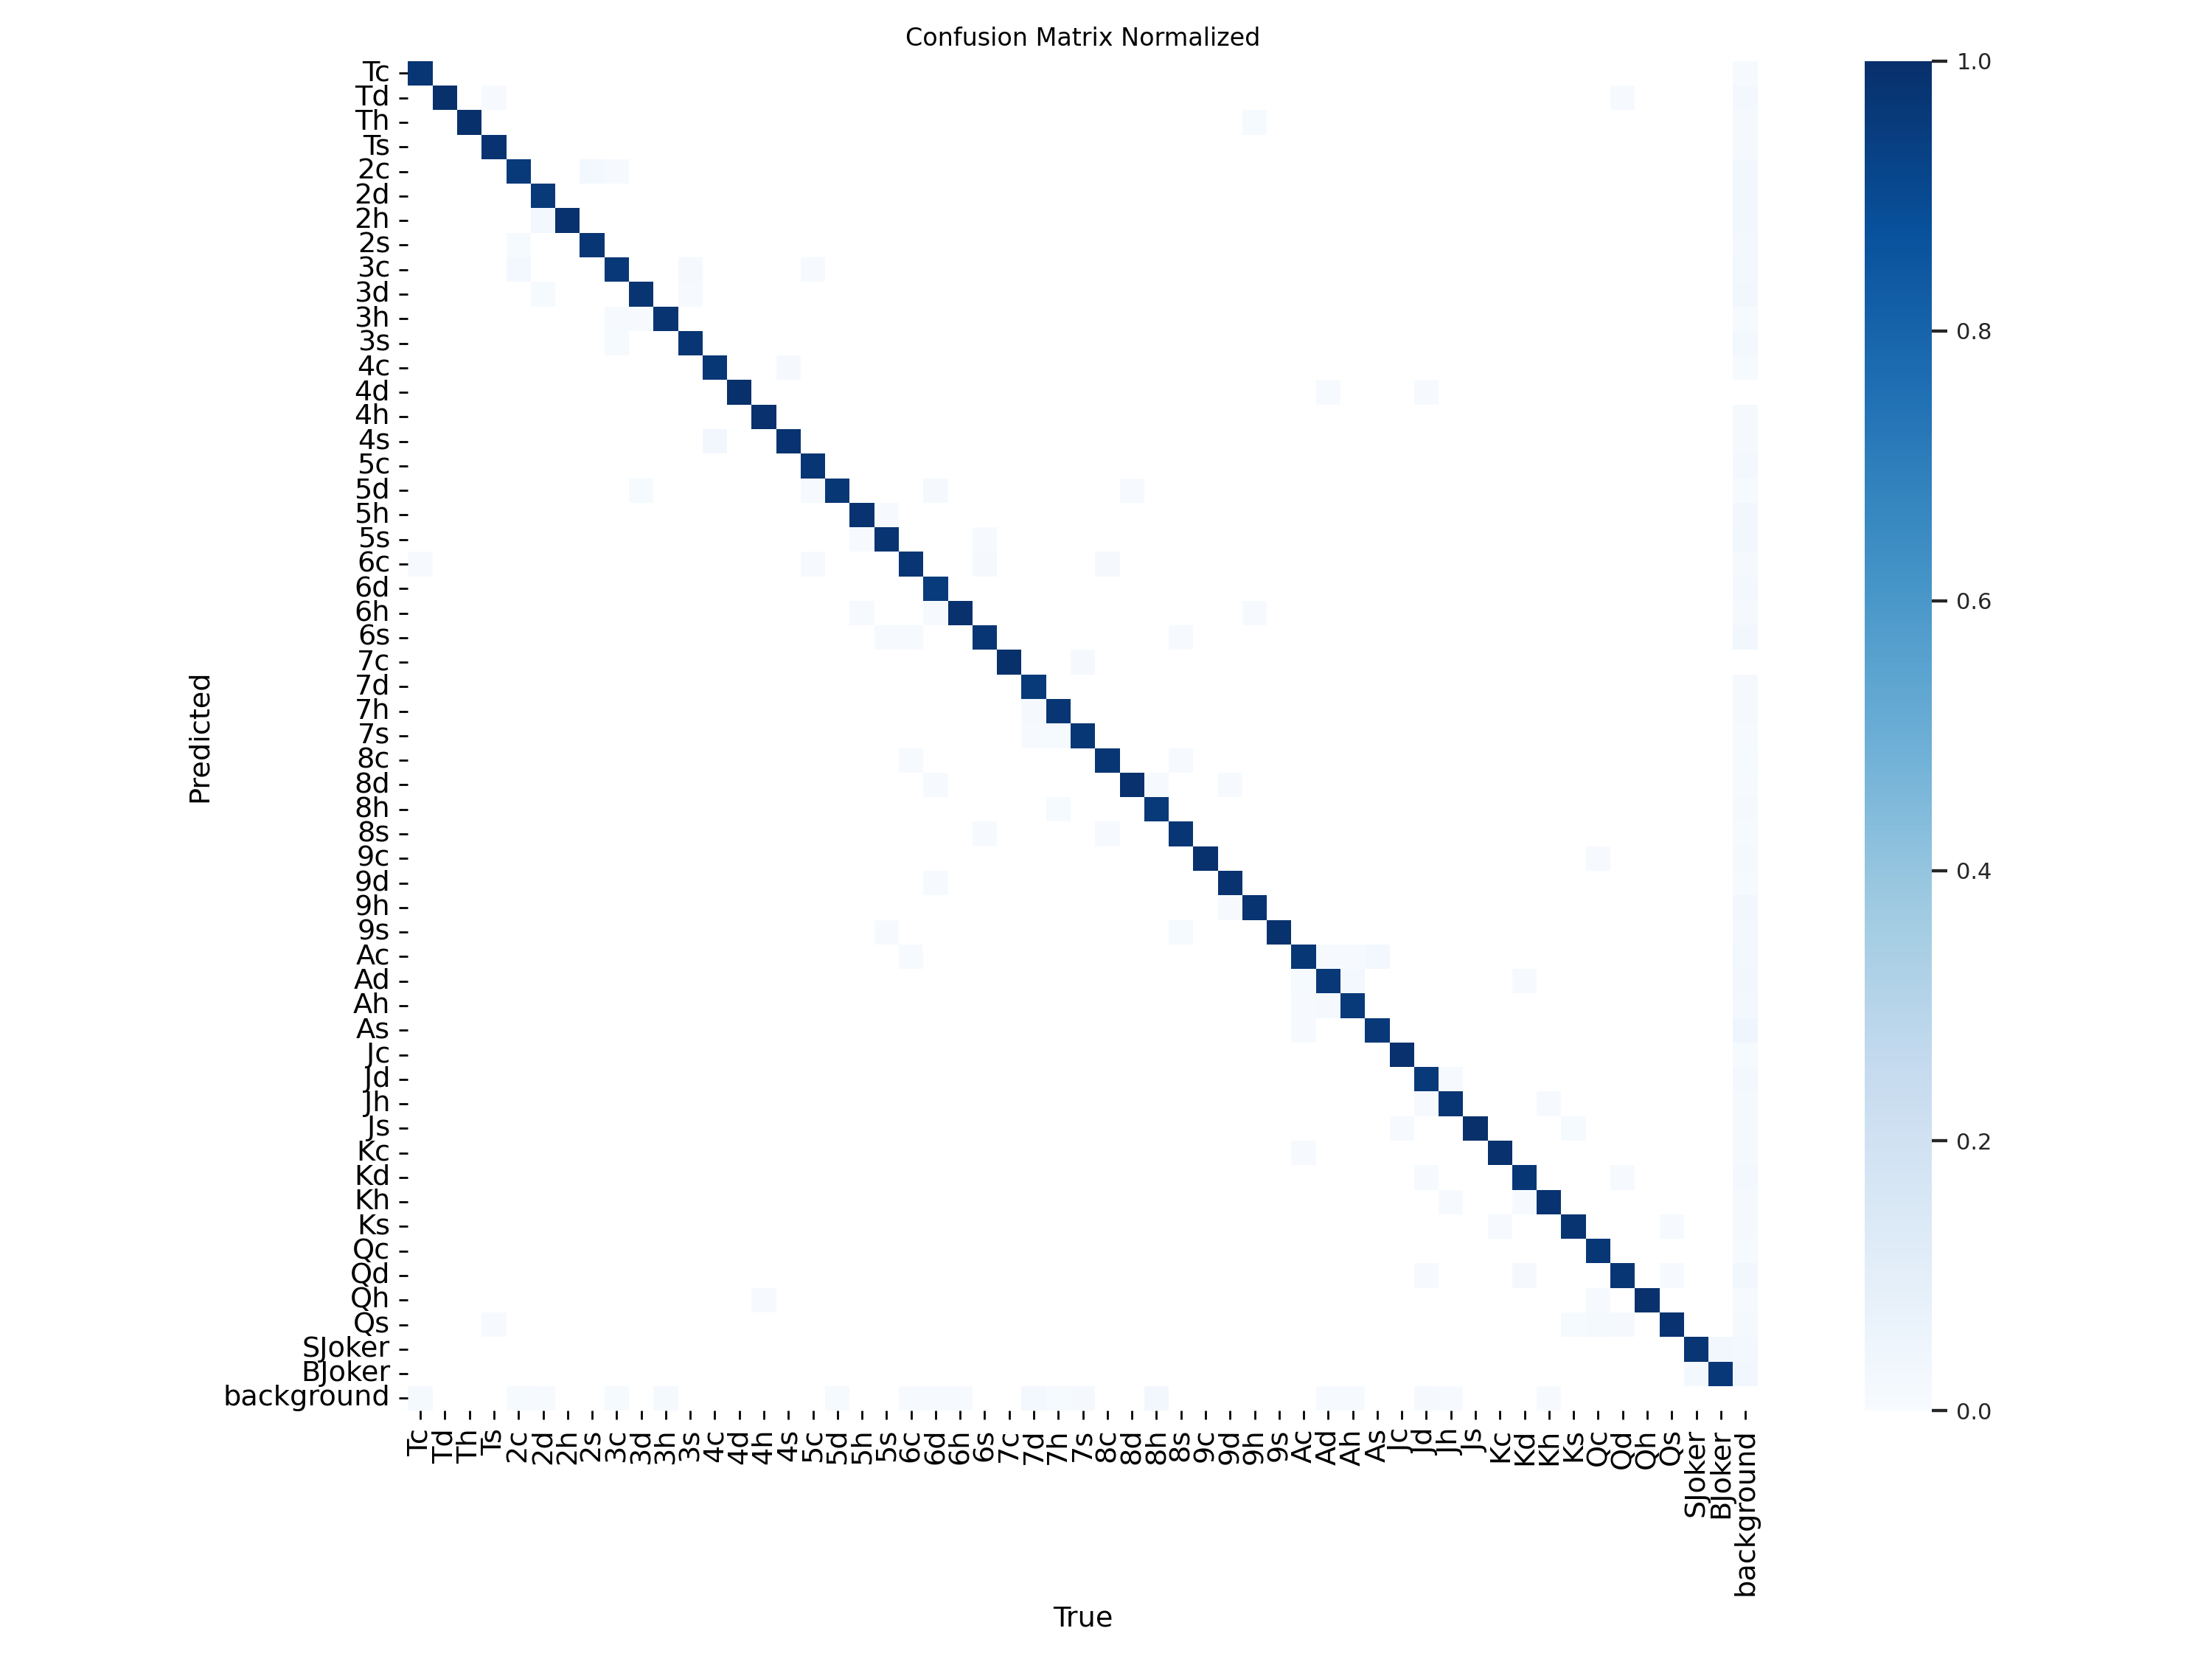 Confusion Matrix Normalized
Tc
Td
Th
Ts
2c
2d
2h
2s
3c
3d
3h
3s
4c
4d
4h
4s
5c
5d
5h
5s
6c
6d
6h
6s
7c
7d
7h
7s
8c
8d
8h
8s
9c
9d
9h
9s
Ac
Ad
Ah
As
Jc
Jd
Jh
Js
Kc
Kd
Kh
Ks
Qc
Qd
Qh
Qs
SJoker
BJoker
background
Predicted
Tc Td Th Ts 2c 2d 2h 2s 3c 3d 3h 3s 4c 4d 4h 4s 5c 5d 5h 5s 6c 6d 6h 6s 7c 7d 7h 7s 8c 8d 8h 8s 9c 9d 9h 9s Ac Ad Ah As Jc Jd Jh Js Kc Kd Kh Ks Qc Qd Qh Qs SJoker BJoker background
True
1.0
0.8
0.6
0.4
0.2
0.0